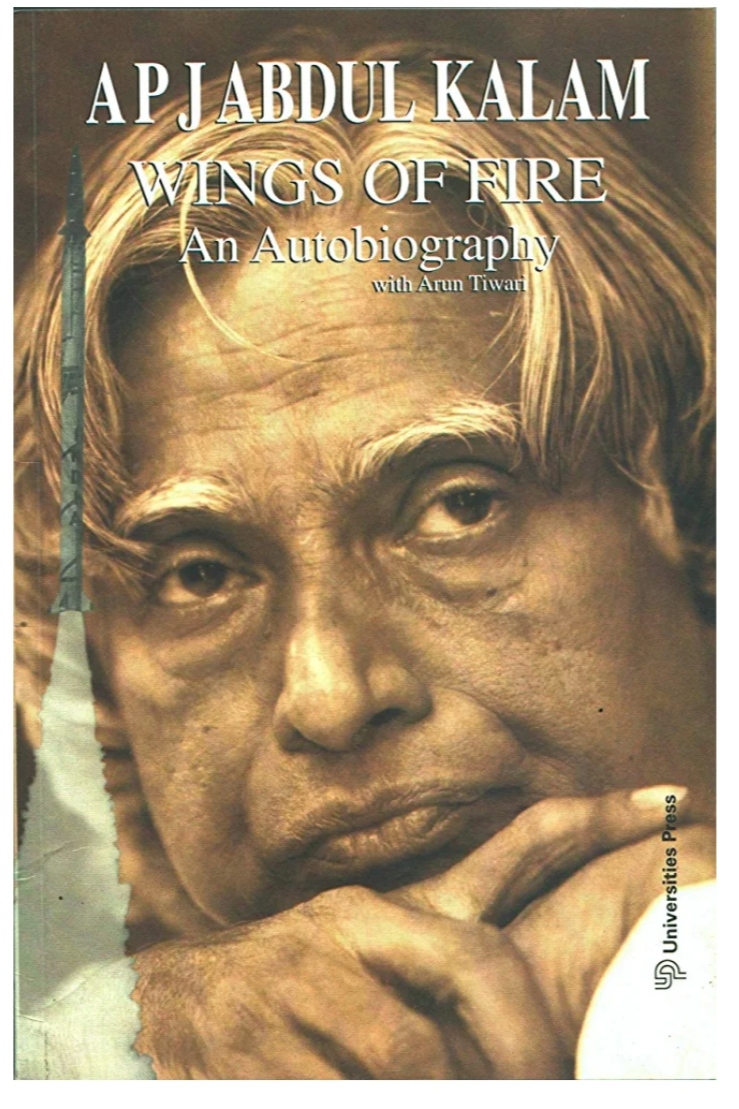 A P J ABDUL KALAM
WINGS OF FIRE
An Autobiography
with Arun Tiwari
Universities Press